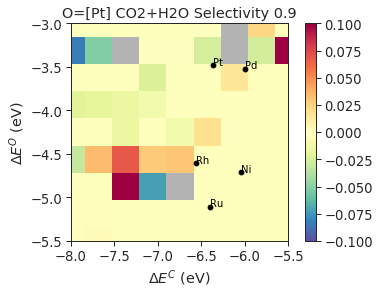 O=[Pt] CO2+H2O Selectivity 0.9
−3.0
−3.5
−4.0
−4.5
−5.0
−5.5
ΔE^O (eV)
Pt
Pd
Rh
Ni
Ru
−8.0 −7.5 −7.0 −6.5 −6.0 −5.5
ΔE^C (eV)
0.100
0.075
0.050
0.025
0.000
−0.025
−0.050
−0.075
−0.100